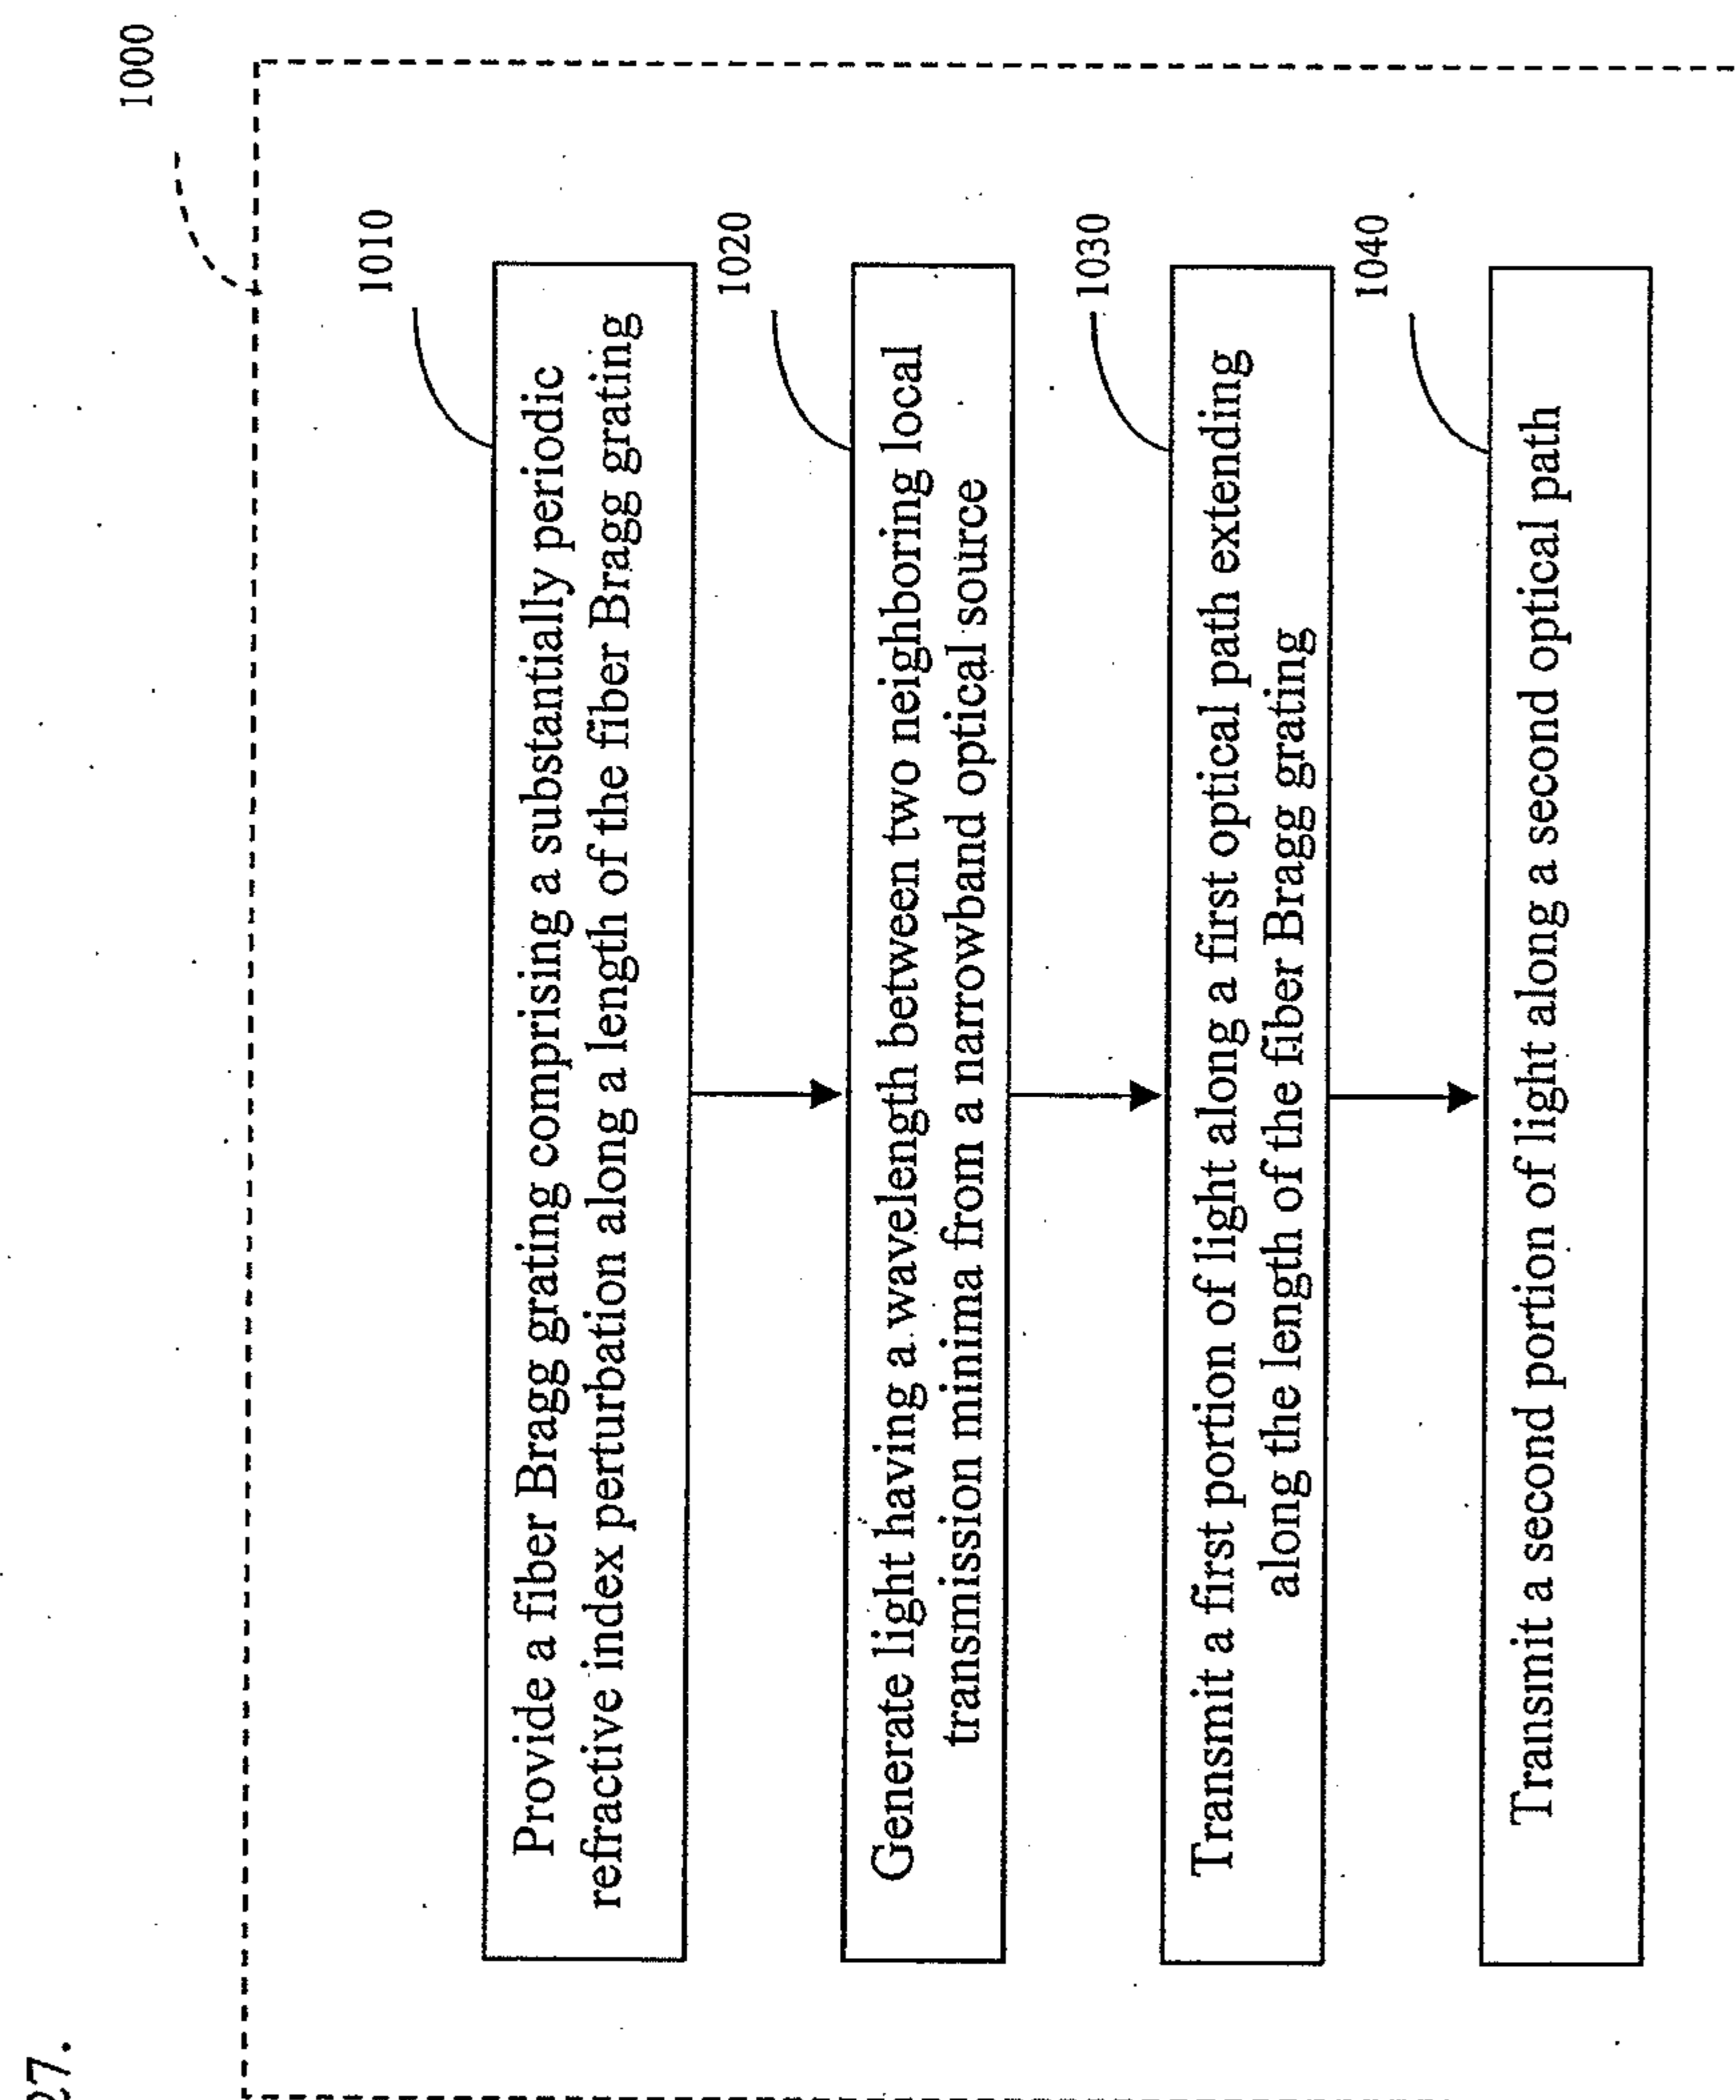 27.
1000
1010
Provide a fiber Bragg grating comprising a substantially periodic
refractive index perturbation along a length of the fiber Bragg grating
1020
Generate light having a wavelength between two neighboring local
transmission minima from a narrowband optical source
1030
Transmit a first portion of light along a first optical path extending
along the length of the fiber Bragg grating
1040
Transmit a second portion of light along a second optical path